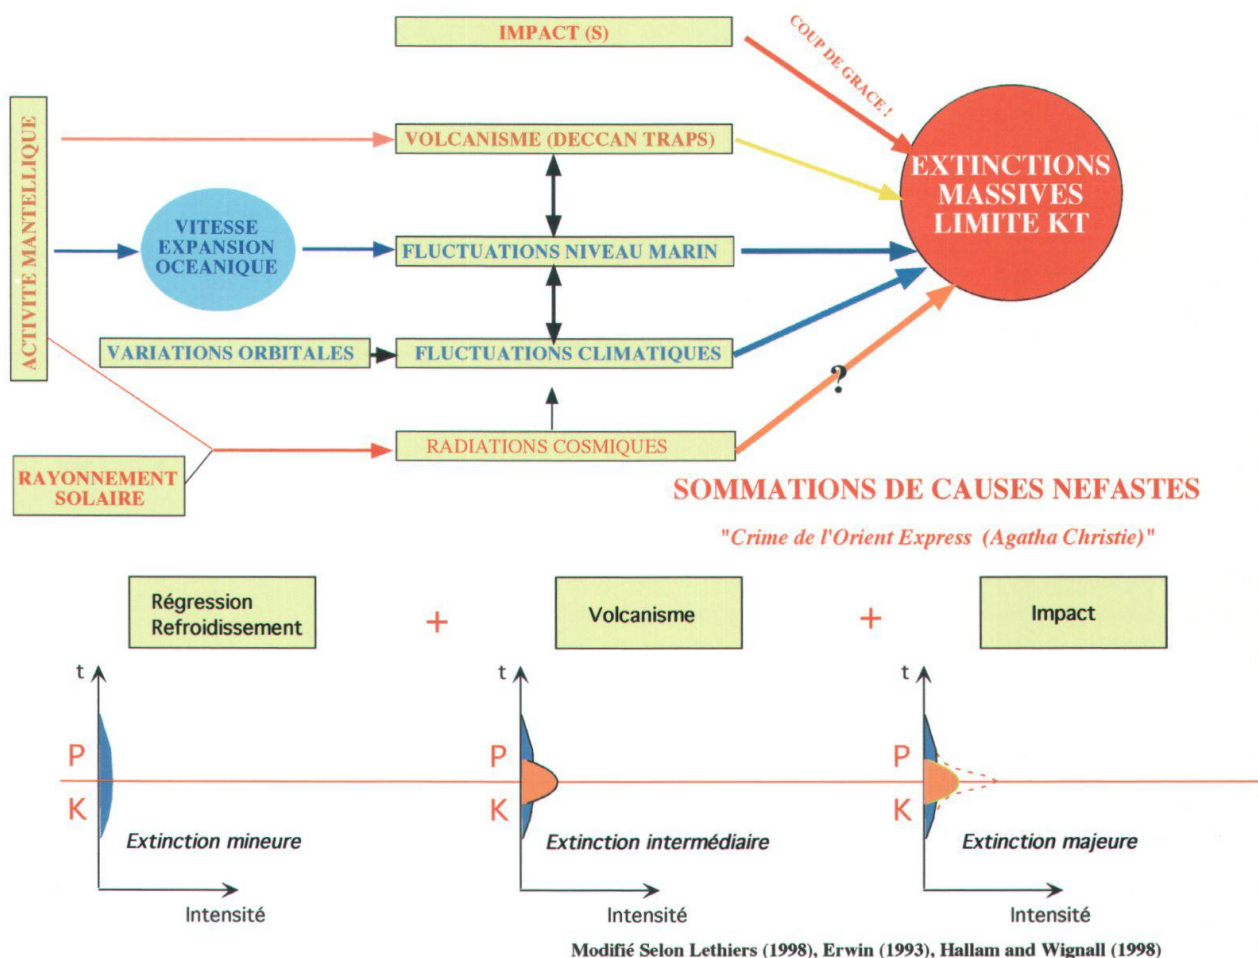 IMPACT (S)
COUP DE GRACE !
ACTIVITE MANTELLIQUE
VOLCANISME (DECCAN TRAPS)
EXTINCTIONS
MASSIVES
LIMITE KT
VITESSE
EXPANSION
OCEANIQUE
FLUCTUATIONS NIVEAU MARIN
VARIATIONS ORBITALES
FLUCTUATIONS CLIMATIQUES
?
RADIATIONS COSMIQUES
RAYONNEMENT
SOLAIRE
SOMMATIONS DE CAUSES NEFASTES
"Crime de l'Orient Express (Agatha Christie)"
Régression
Refroidissement
+
Volcanisme
+
Impact
t
P
K
Extinction mineure
Intensité
t
P
K
Extinction intermédiaire
Intensité
t
P
K
Extinction majeure
Intensité
Modifié Selon Lethiers (1998), Erwin (1993), Hallam and Wignall (1998)